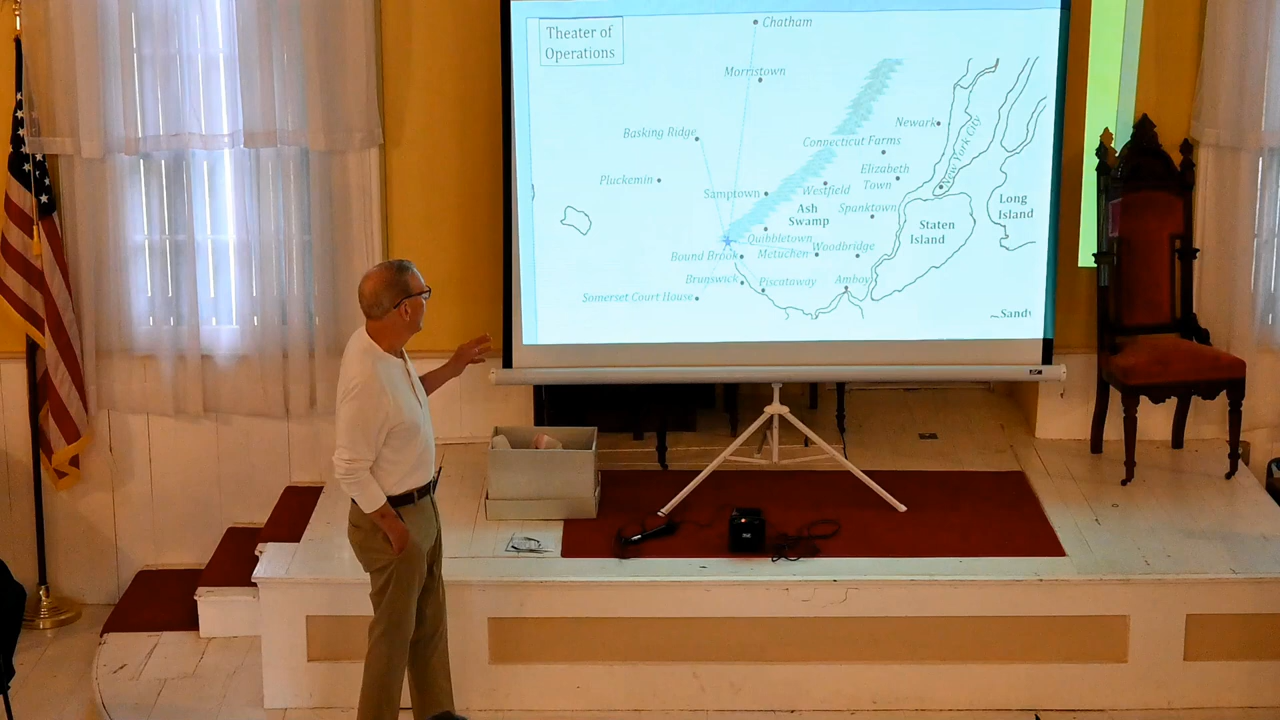 Theater of
Operations
Chatham
Morristown
Newark
Basking Ridge
Connecticut Farms
New York City
Elizabeth
Town
Pluckemin
Samptown
Westfield
Ash
Swamp
Spanktown
Long
Island
Staten
Island
Quibbletown
Woodbridge
Bound Brook
Metuchen
Brunswick
Piscataway
Amboy
Somerset Court House
Sandy